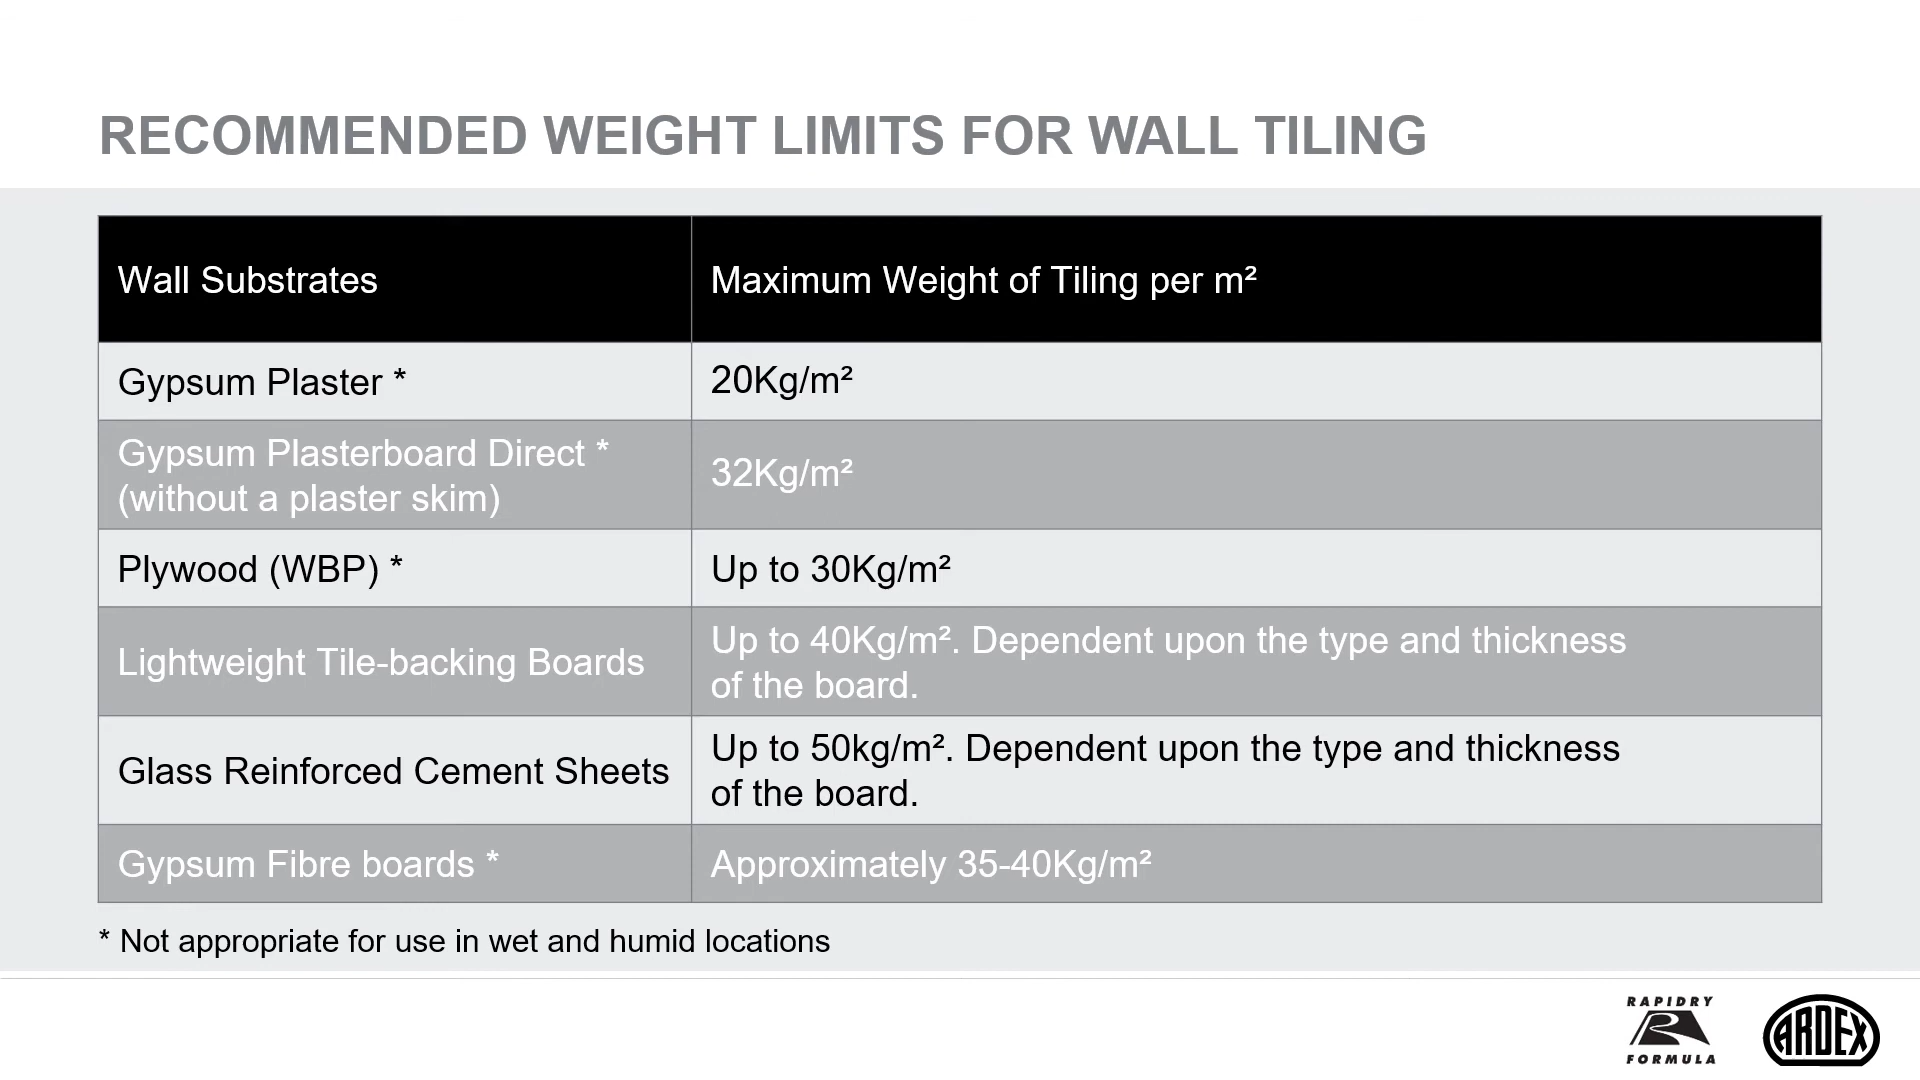 RECOMMENDED WEIGHT LIMITS FOR WALL TILING
Wall Substrates
Maximum Weight of Tiling per m²
Gypsum Plaster *
20Kg/m²
Gypsum Plasterboard Direct *
(without a plaster skim)
32Kg/m²
Plywood (WBP) *
Up to 30Kg/m²
Lightweight Tile-backing Boards
Up to 40Kg/m². Dependent upon the type and thickness
of the board.
Glass Reinforced Cement Sheets
Up to 50kg/m². Dependent upon the type and thickness
of the board.
Gypsum Fibre boards *
Approximately 35-40Kg/m²
* Not appropriate for use in wet and humid locations
RAPIDRY
R
FORMULA
ARDEX